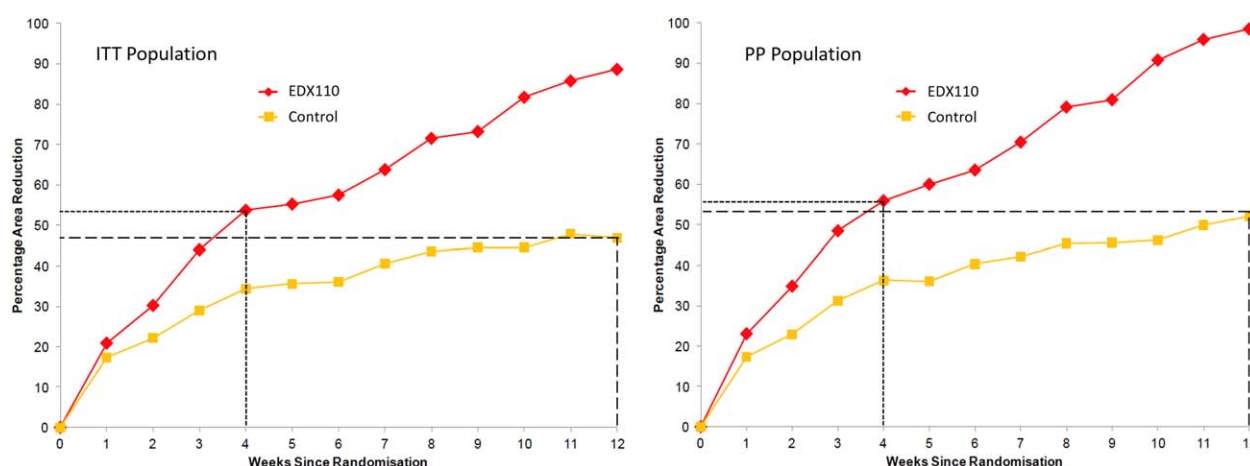 ITT Population
EDX110
Control
Percentage Area Reduction
100
90
80
70
60
50
40
30
20
10
0
0 1 2 3 4 5 6 7 8 9 10 11 12
Weeks Since Randomisation
PP Population
EDX110
Control
Percentage Area Reduction
100
90
80
70
60
50
40
30
20
10
0
0 1 2 3 4 5 6 7 8 9 10 11
Weeks Since Randomisation